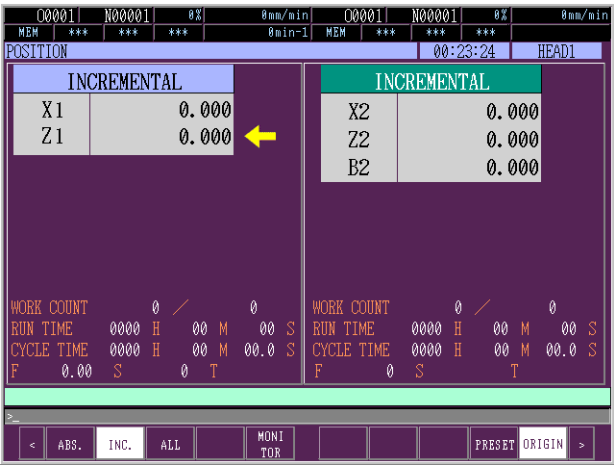 O0001 N00001 0% 0mm/min O0001 N00001 0% 0mm/min
MEM *** *** *** 0min-1 MEM *** *** ***
POSITION 00:23:24 HEAD1
INCREMENTAL INCREMENTAL
X1 0.000 X2 0.000
Z1 0.000 Z2 0.000
B2 0.000
WORK COUNT 0 / 0 WORK COUNT 0 / 0
RUN TIME 0000 H 00 M 00 S RUN TIME 0000 H 00 M 00 S
CYCLE TIME 0000 H 00 M 00.0 S CYCLE TIME 0000 H 00 M 00.0 S
F 0.00 S 0 T F 0 S T
>_
< ABS. INC. ALL MONI TOR PRESET ORIGIN >